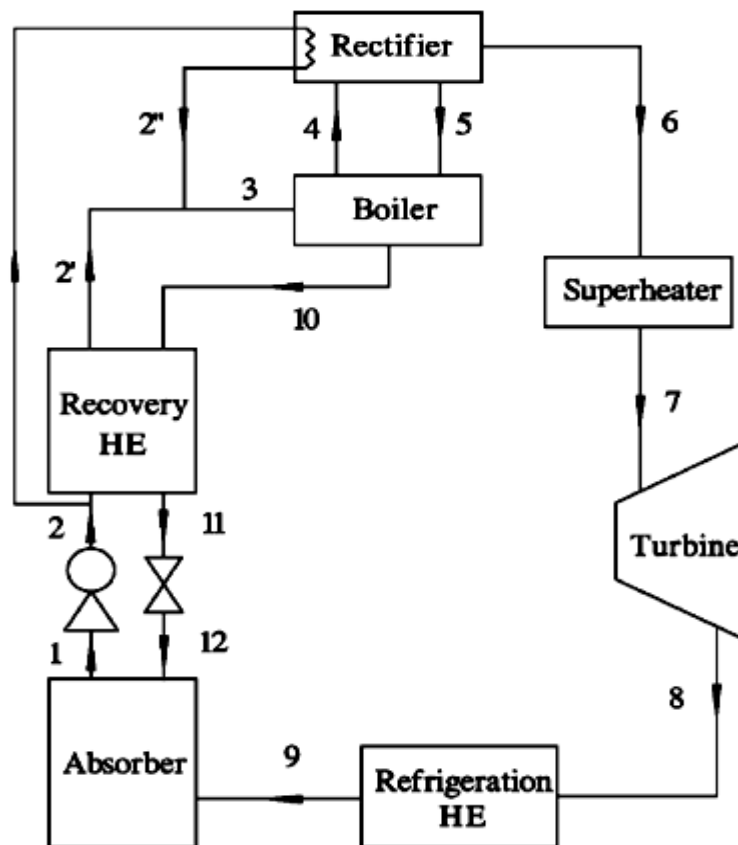 Rectifier
2"
4
5
6
3
Boiler
2'
10
Superheater
Recovery
HE
7
2
11
Turbine
1
12
8
Absorber
9
Refrigeration
HE